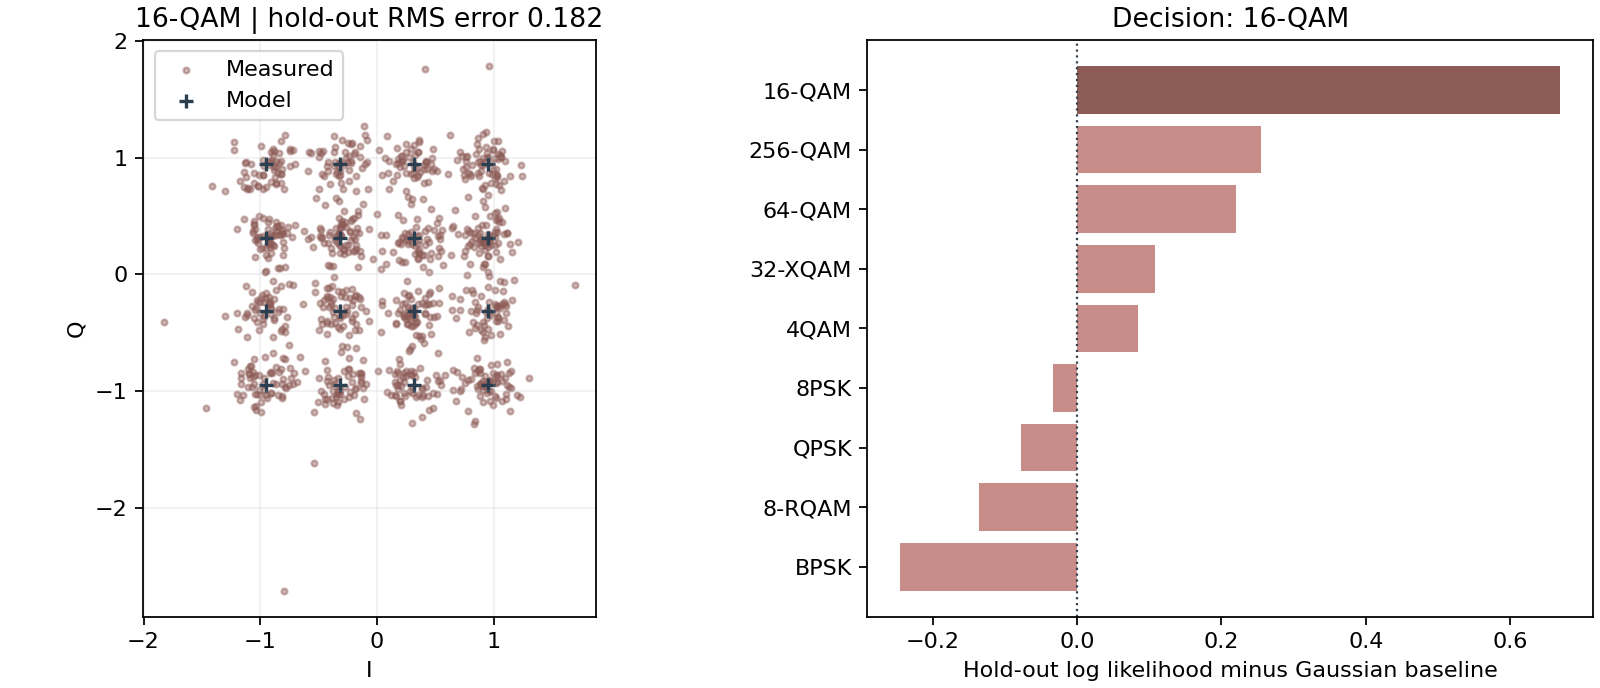 16-QAM | hold-out RMS error 0.182
Measured
Model
2
1
0
−1
−2
Q
−2
−1
0
1
I
Decision: 16-QAM
16-QAM
256-QAM
64-QAM
32-XQAM
4QAM
8PSK
QPSK
8-RQAM
BPSK
−0.2
0.0
0.2
0.4
0.6
Hold-out log likelihood minus Gaussian baseline